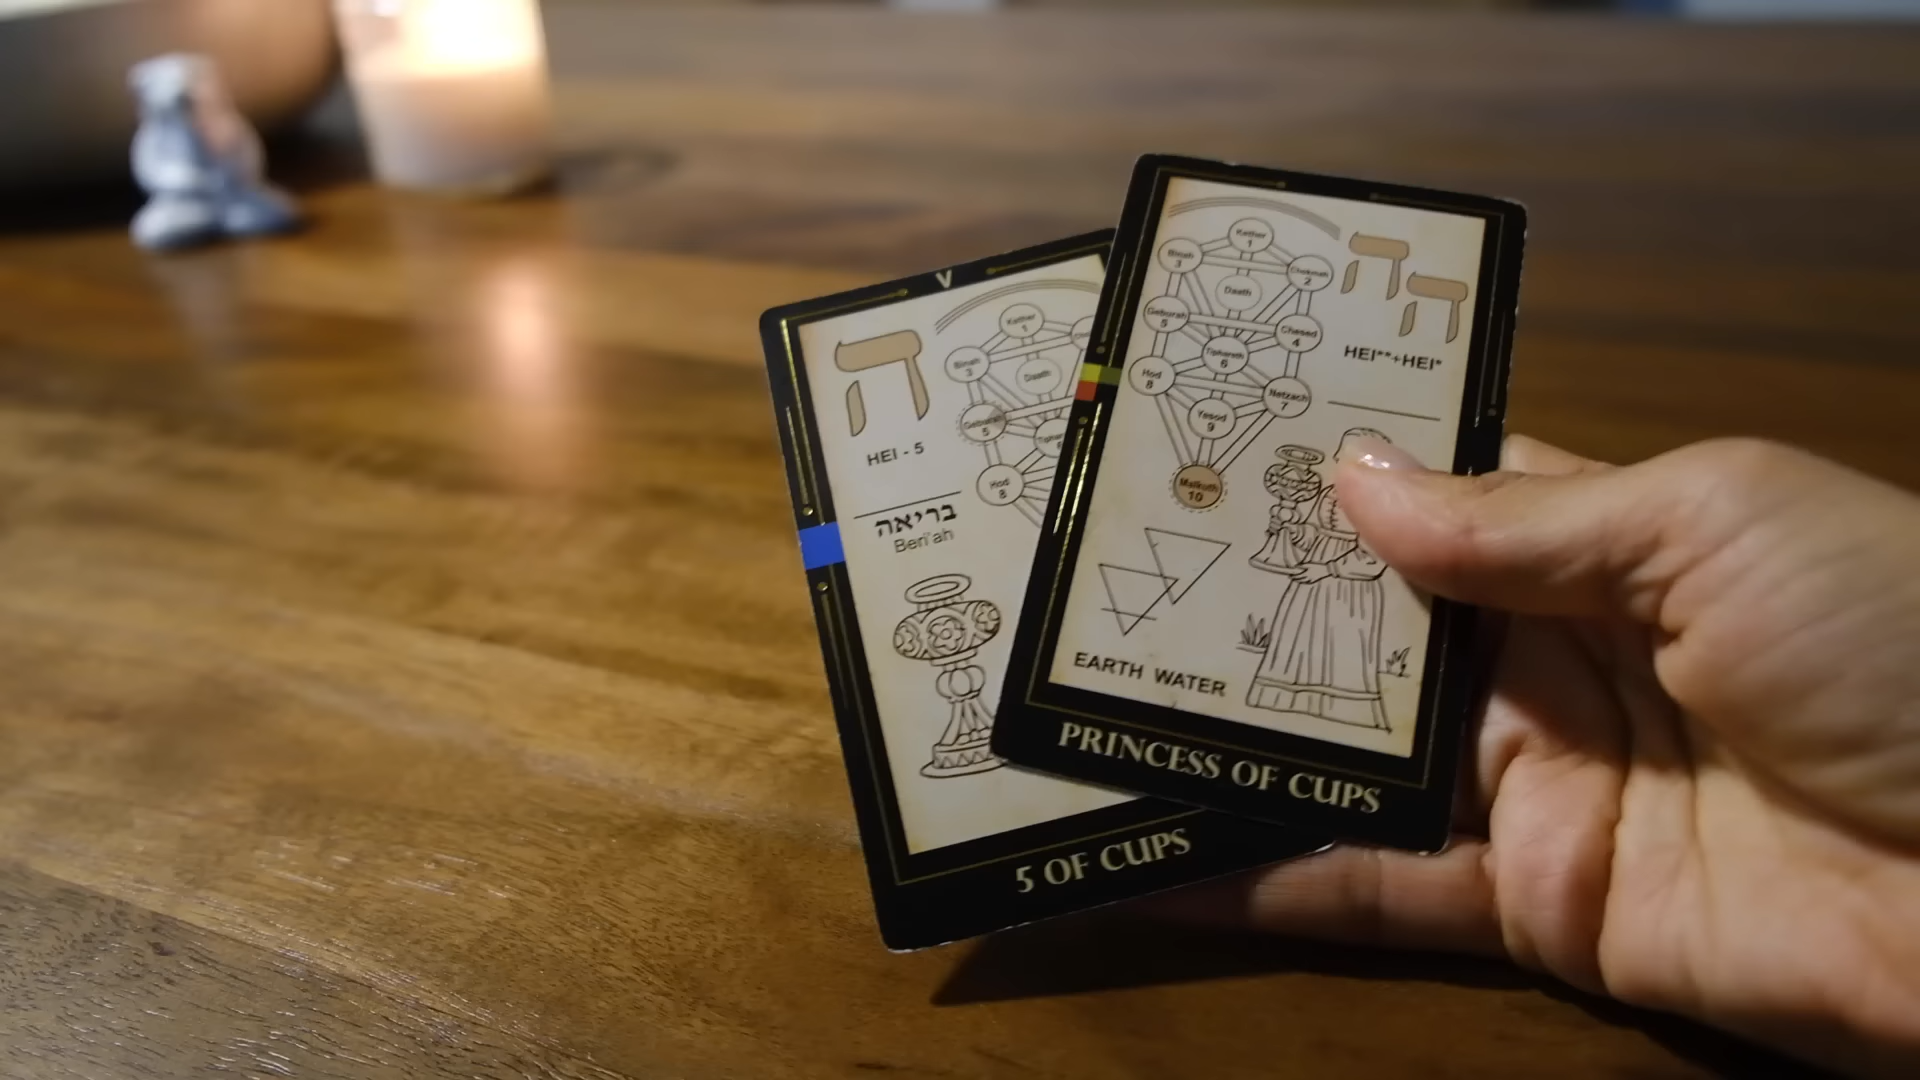 V
ה
HEI - 5
Kether
1
Binah
3
Daath
Geburah
5
Hod
8
בריאה
Beri'ah
5 OF CUPS
Kether
1
Binah
3
Chokmah
2
Daath
Geburah
5
Chesed
4
Tiphareth
6
Hod
8
Netzach
7
Yesod
9
Malkuth
10
ה ה
HEI**+HEI*
EARTH WATER
PRINCESS OF CUPS